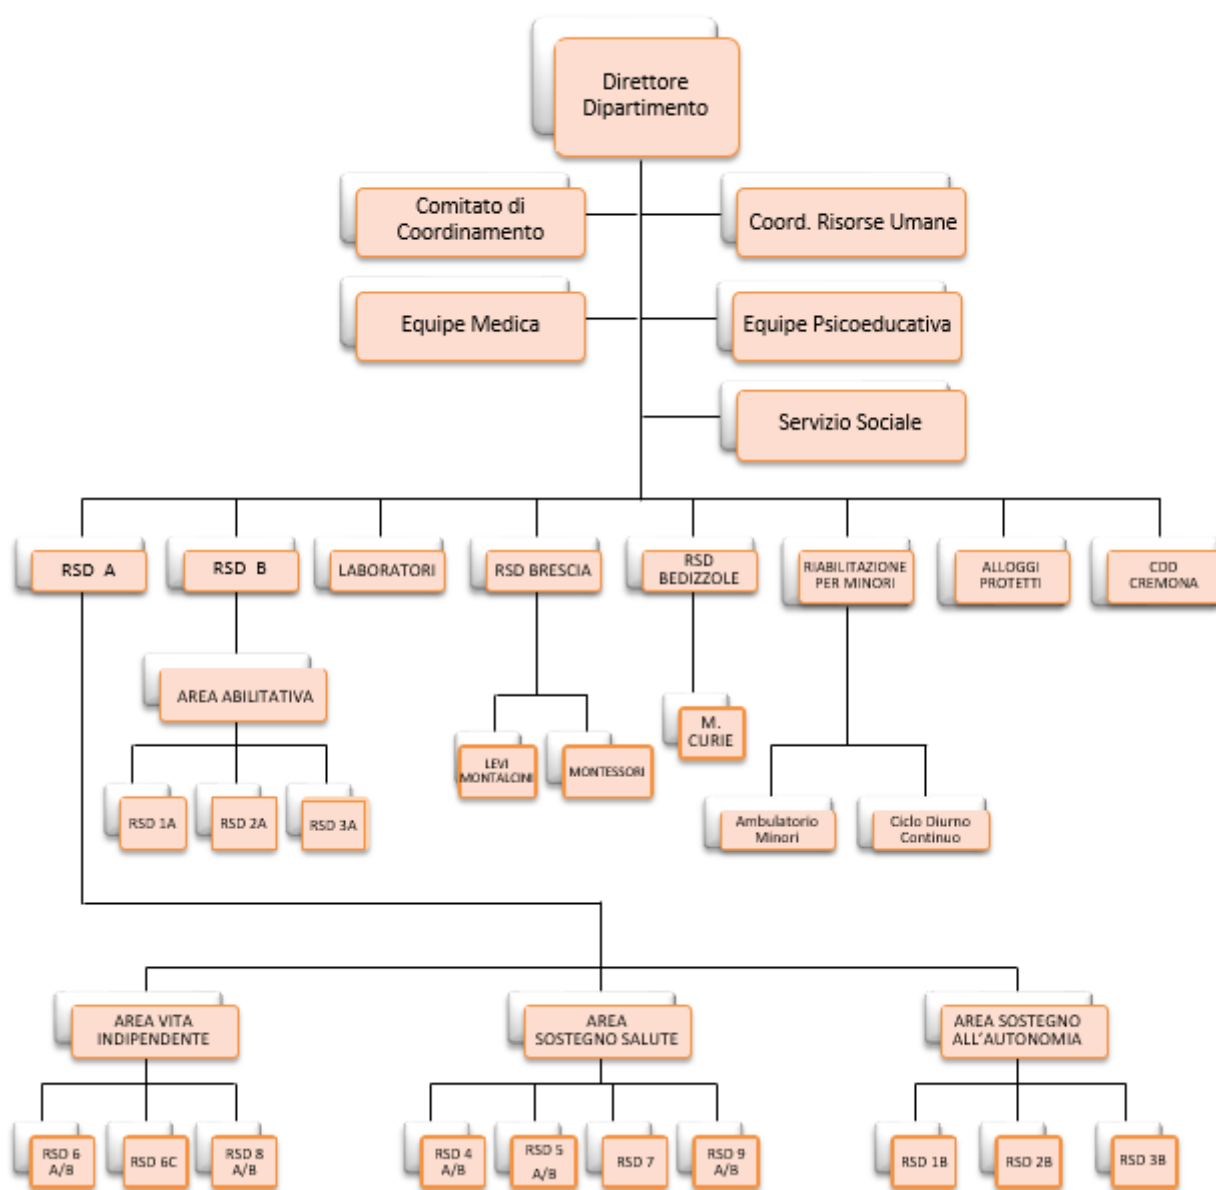 Direttore
Dipartimento
Comitato di
Coordinamento
Coord. Risorse Umane
Equipe Medica
Equipe Psicoeducativa
Servizio Sociale
RSD A
RSD B
LABORATORI
RSD BRESCIA
RSD
BEDIZZOLE
RIABILITAZIONE
PER MINORI
ALLOGGI
PROTETTI
CDD
CREMONA
AREA ABILITATIVA
LEVI
MONTALCINI
MONTESSORI
M.
CURIE
RSD 1A
RSD 2A
RSD 3A
Ambulatorio
Minori
Ciclo Diurno
Continuo
AREA VITA
INDIPENDENTE
AREA
SOSTEGNO SALUTE
AREA SOSTEGNO
ALL'AUTONOMIA
RSD 6
A/B
RSD 6C
RSD 8
A/B
RSD 4
A/B
RSD 5
A/B
RSD 7
RSD 9
A/B
RSD 1B
RSD 2B
RSD 3B